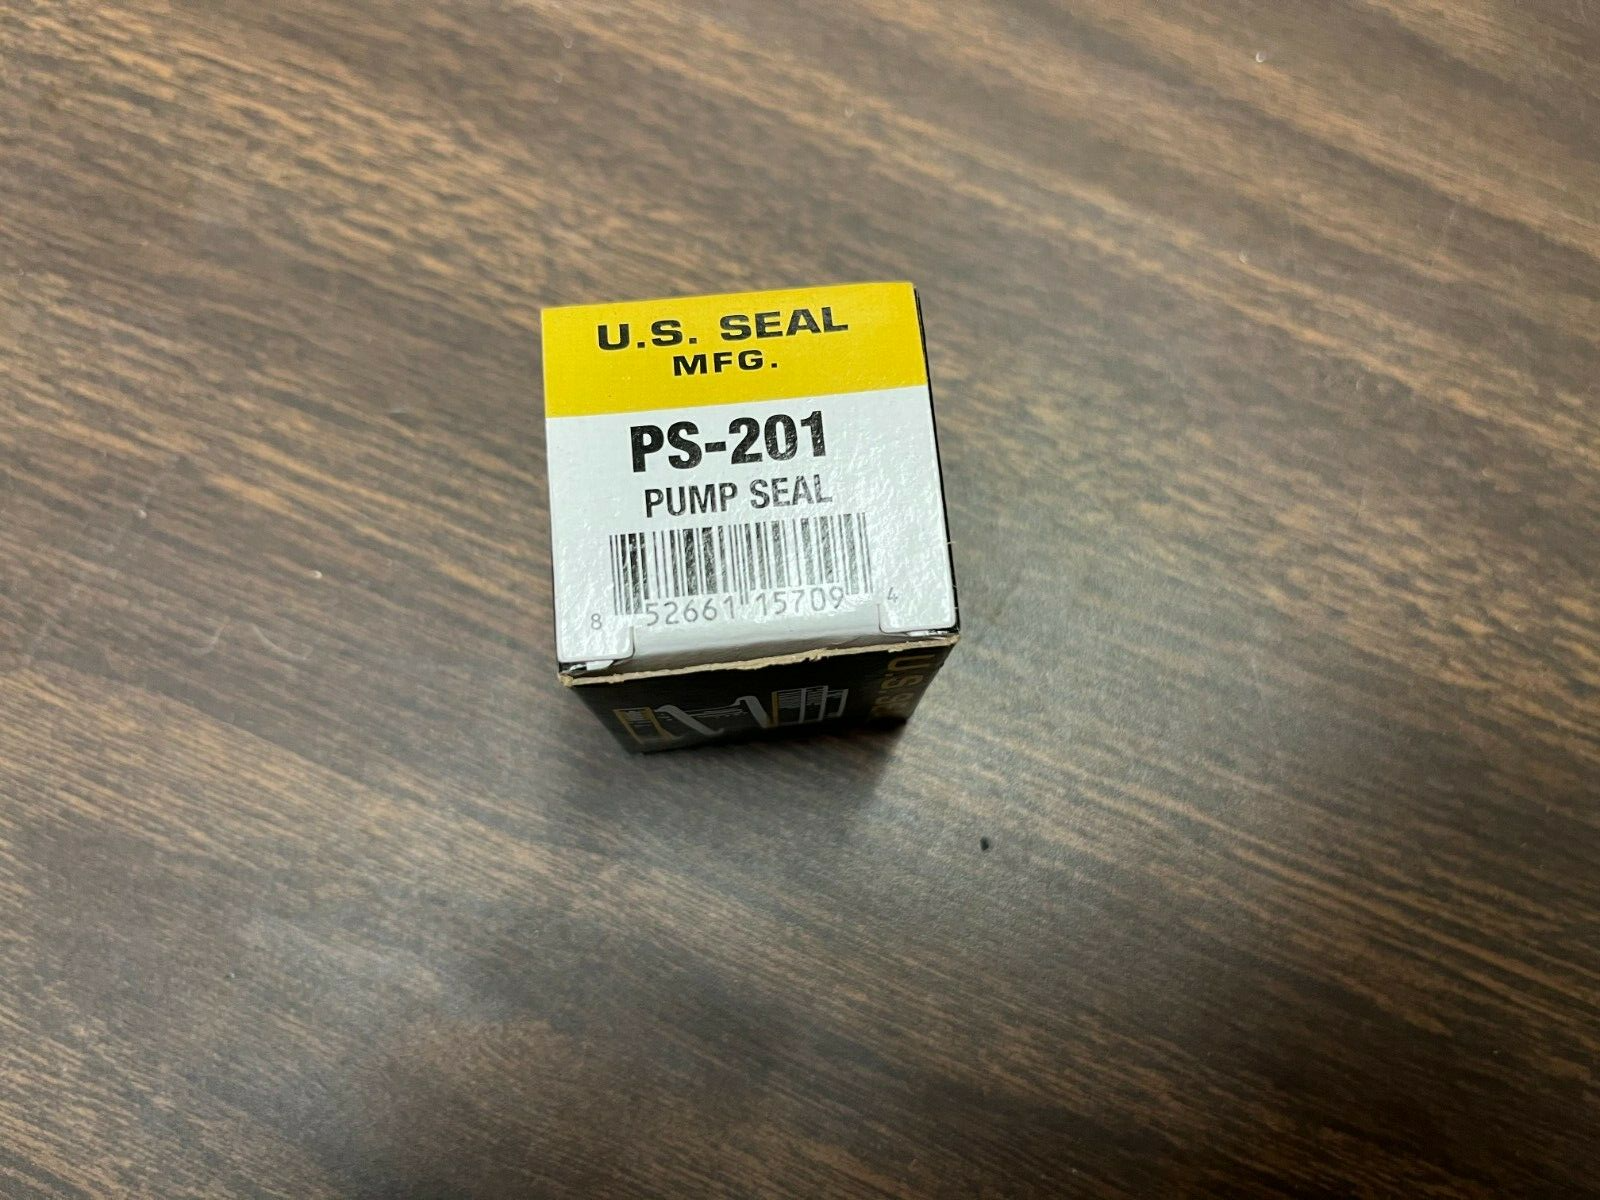 U.S. SEAL
MFG.
PS-201
PUMP SEAL
8 52661 15709 4
U.S.